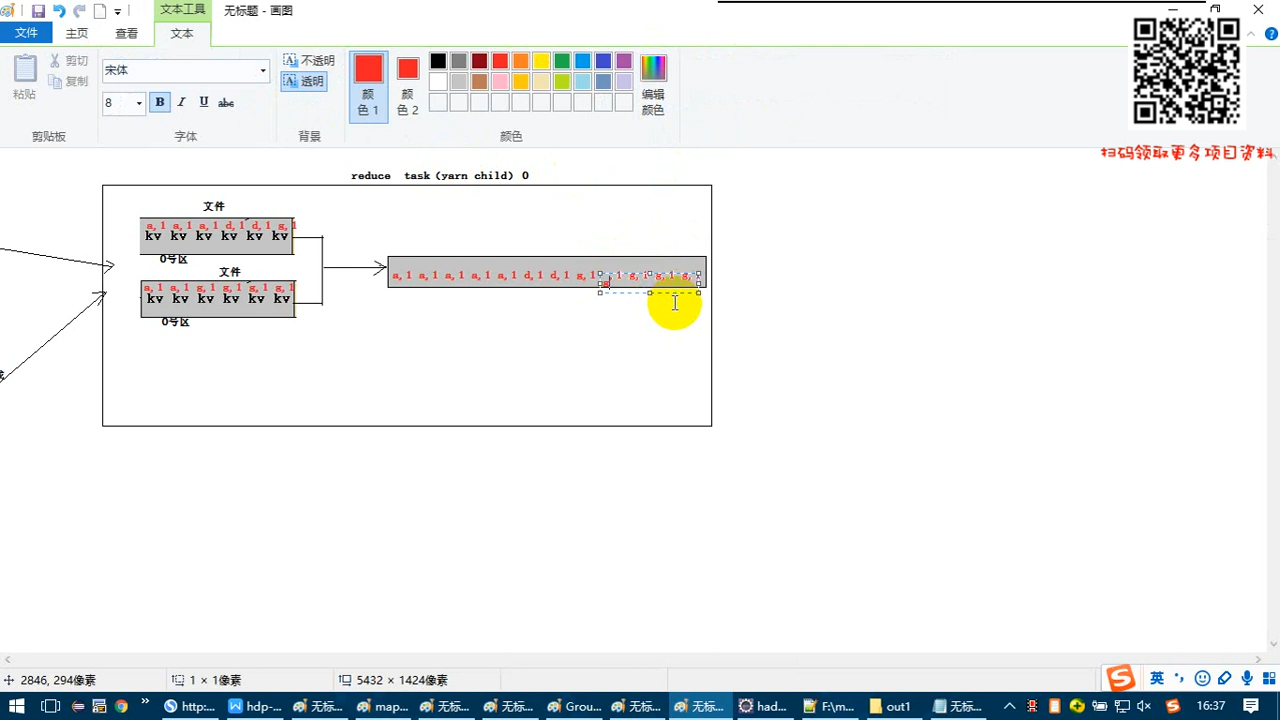 文本工具
无标题 - 画图
文件
主页
查看
文本
粘贴
剪切
复制
剪贴板
宋体
8
B I U abc
字体
不透明
透明
背景
颜
色 1
颜
色 2
编辑
颜色
颜色
扫码领取更多项目资料
reduce task (yarn child) 0
文件
a,1 a,1 a,1 d,1 d,1 g,1
kv kv kv kv kv kv
0号区
文件
a,1 a,1 g,1 g,1 g,1 g,1
kv kv kv kv kv kv
0号区
a,1 a,1 a,1 a,1 a,1 d,1 d,1 g,1 g,1 g,1 g,
2846, 294像素
1 × 1像素
5432 × 1424像素
英
http:...
hdp-...
无标...
map...
无标...
无标...
Grou...
无标...
无标...
had...
F:\m...
out1
无标...
16:37